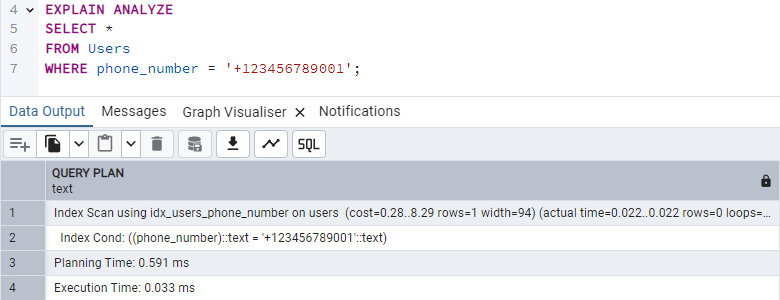 4 EXPLAIN ANALYZE
5 SELECT *
6 FROM Users
7 WHERE phone_number = '+123456789001';
Data Output Messages Graph Visualiser × Notifications
SQL
QUERY PLAN
text
1 Index Scan using idx_users_phone_number on users (cost=0.28..8.29 rows=1 width=94) (actual time=0.022..0.022 rows=0 loops=...
2 Index Cond: ((phone_number)::text = '+123456789001'::text)
3 Planning Time: 0.591 ms
4 Execution Time: 0.033 ms